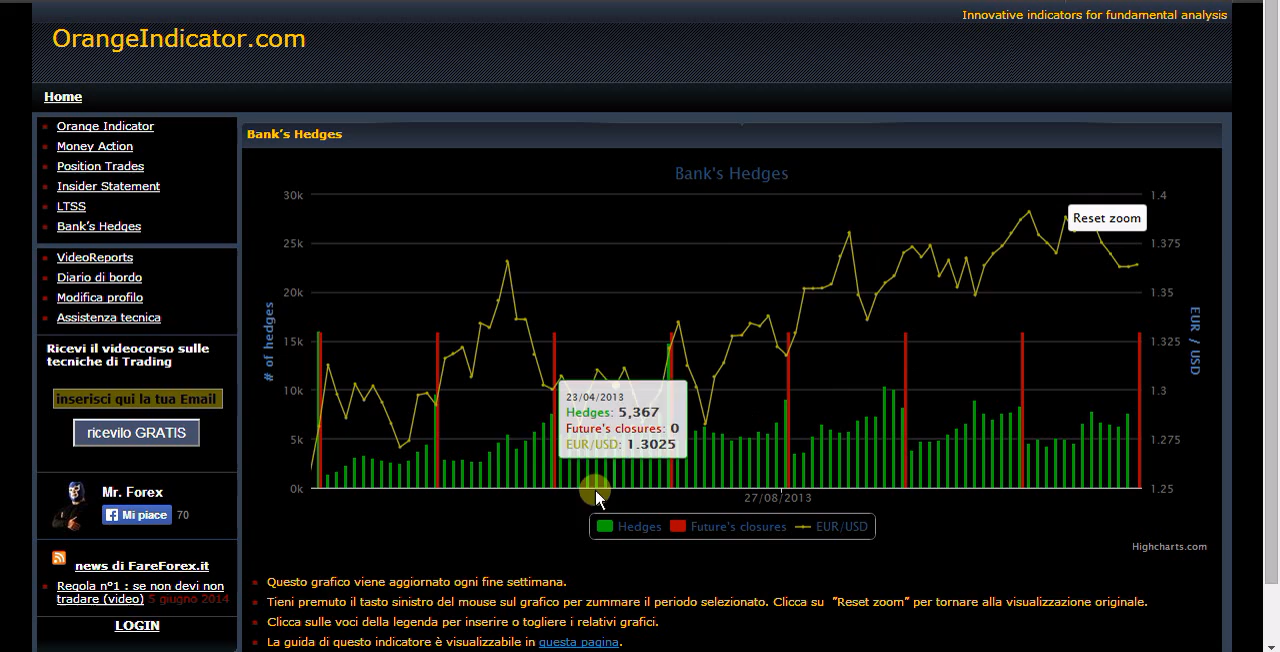 Innovative indicators for fundamental analysis
OrangeIndicator.com
Home
Orange Indicator
Money Action
Position Trades
Insider Statement
LTSS
Bank's Hedges
VideoReports
Diario di bordo
Modifica profilo
Assistenza tecnica
Ricevi il videocorso sulle
tecniche di Trading
inserisci qui la tua Email
ricevilo GRATIS
Mr. Forex
Mi piace 70
news di FareForex.it
Regola n°1 : se non devi non
tradare (video) 5 giugno 2014
LOGIN
Bank's Hedges
Bank's Hedges
30k
25k
20k
15k
10k
5k
0k
# of hedges
1.4
1.375
1.35
1.325
1.3
1.275
1.25
EUR / USD
Reset zoom
23/04/2013
Hedges: 5,367
Future's closures: 0
EUR/USD: 1.3025
27/08/2013
Hedges Future's closures EUR/USD
Highcharts.com
Questo grafico viene aggiornato ogni fine settimana.
Tieni premuto il tasto sinistro del mouse sul grafico per zummare il periodo selezionato. Clicca su "Reset zoom" per tornare alla visualizzazione originale.
Clicca sulle voci della legenda per inserire o togliere i relativi grafici.
La guida di questo indicatore è visualizzabile in questa pagina.